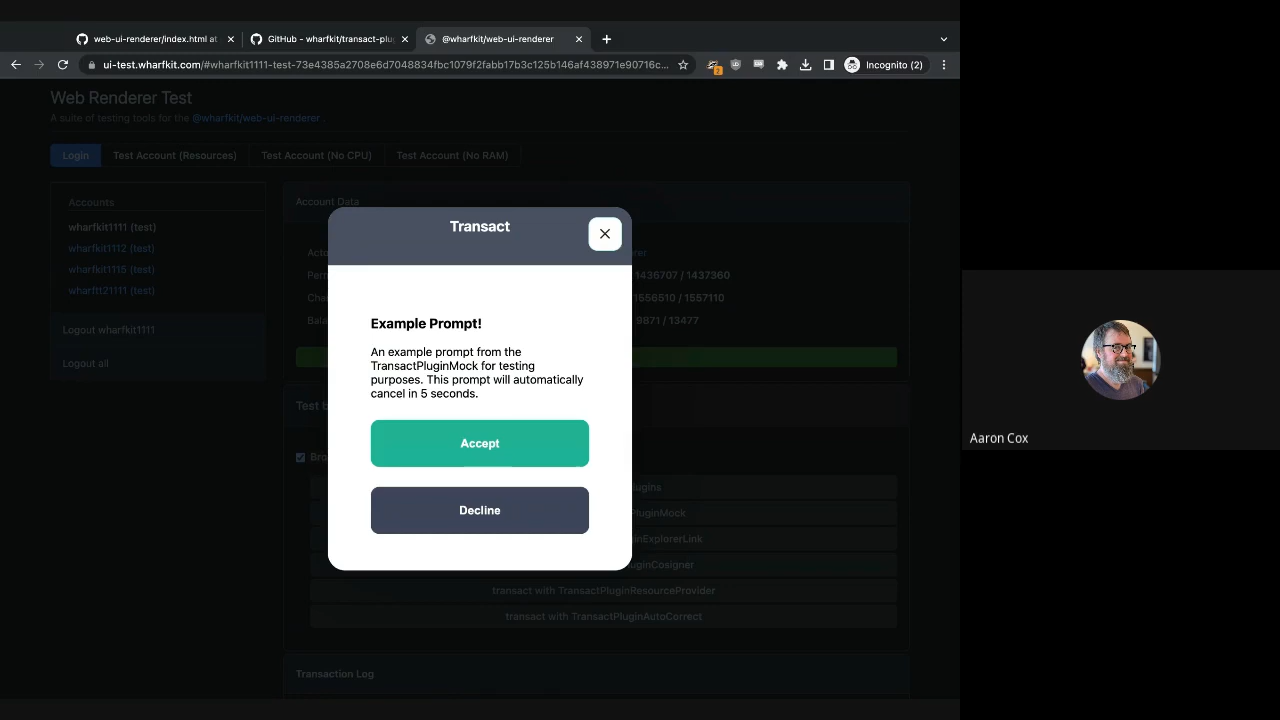 web-ui-renderer/index.html at
GitHub - wharfkit/transact-plu
@wharfkit/web-ui-renderer
ui-test.wharfkit.com/#wharfkit1111-test-73e4385a2708e6d7048834fbc1079f2fabb17b3c125b146af438971e90716c...
Incognito (2)
Web Renderer Test
A suite of testing tools for the @wharfkit/web-ui-renderer .
Login
Test Account (Resources)
Test Account (No CPU)
Test Account (No RAM)
Accounts
wharfkit1111 (test)
wharfkit1112 (test)
wharfkit1115 (test)
wharftt21111 (test)
Logout wharfkit1111
Logout all
Account Data
1436707 / 1437360
1556510 / 1557110
9871 / 13477
Transact
Example Prompt!
An example prompt from the
TransactPluginMock for testing
purposes. This prompt will automatically
cancel in 5 seconds.
Accept
Decline
transact with TransactPluginResourceProvider
transact with TransactPluginAutoCorrect
Transaction Log
Aaron Cox